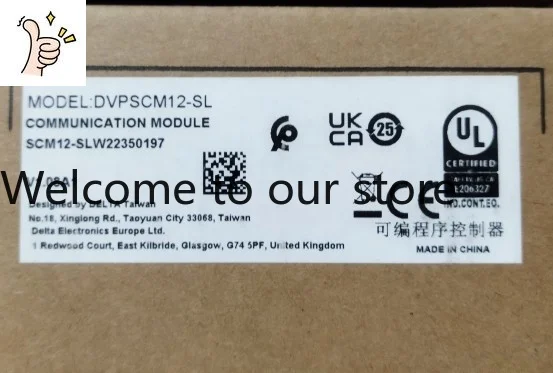 MODEL:DVPSCM12-SL
COMMUNICATION MODULE
SCM12-SLW22350197
UK
CA
25
UL
CERTIFIED
Welcome to our store
E206327
IND.CONT.EQ.
Designed by DELTA Taiwan
No.18, Xinglong Rd., Taoyuan City 33068, Taiwan
Delta Electronics Europe Ltd.
1 Redwood Court, East Kilbride, Glasgow, G74 5PF, United Kingdom
可编程序控制器
MADE IN CHINA